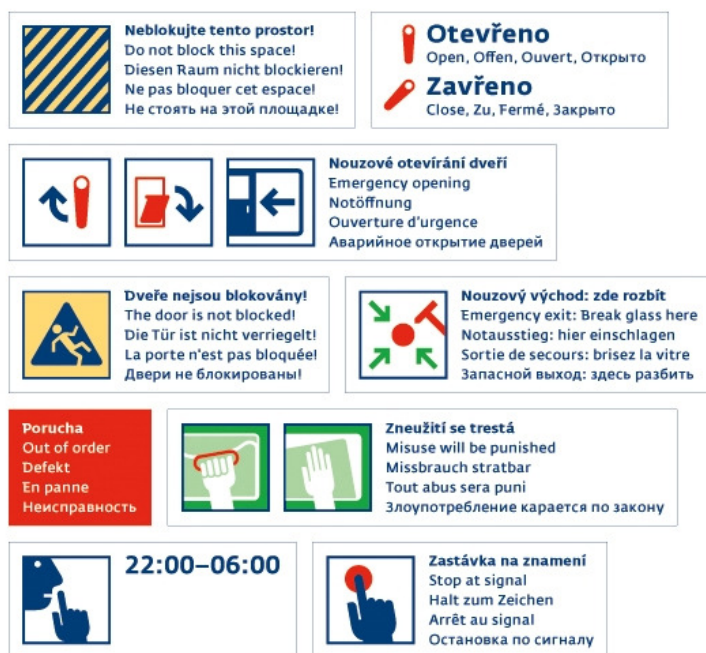 Neblokujte tento prostor!
Do not block this space!
Diesen Raum nicht blockieren!
Ne pas bloquer cet espace!
Не стоять на этой площадке!
Otevřeno
Open, Offen, Ouvert, Открыто
Zavřeno
Close, Zu, Fermé, Закрыто
Nouzové otevírání dveří
Emergency opening
Notöffnung
Ouverture d'urgence
Аварийное открытие дверей
Dveře nejsou blokovány!
The door is not blocked!
Die Tür ist nicht verriegelt!
La porte n'est pas bloquée!
Двери не блокированы!
Nouzový východ: zde rozbít
Emergency exit: Break glass here
Notausstieg: hier einschlagen
Sortie de secours: brisez la vitre
Запасной выход: здесь разбить
Porucha
Out of order
Defekt
En panne
Неисправность
Zneužití se trestá
Misuse will be punished
Missbrauch stratbar
Tout abus sera puni
Злоупотребление карается по закону
22:00–06:00
Zastávka na znamení
Stop at signal
Halt zum Zeichen
Arrêt au signal
Остановка по сигналу